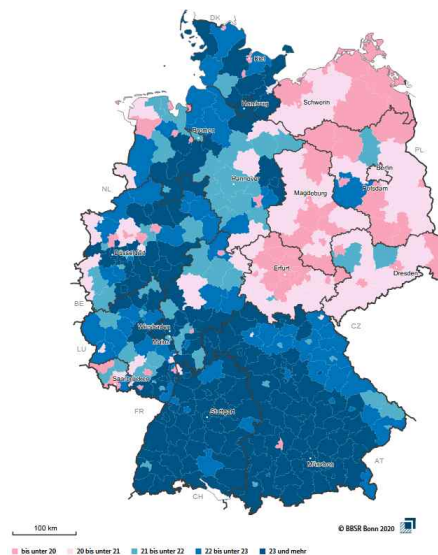 DK
Kiel
Hamburg
Schwerin
Bremen
PL
Berlin
Hannover
Potsdam
NL
Magdeburg
Düsseldorf
Erfurt
Dresden
BE
Wiesbaden
CZ
LU
Mainz
Saarbrücken
FR
Stuttgart
München
AT
CH
100 km
© BBSR Bonn 2020
bis unter 20 20 bis unter 21 21 bis unter 22 22 bis unter 23 23 und mehr